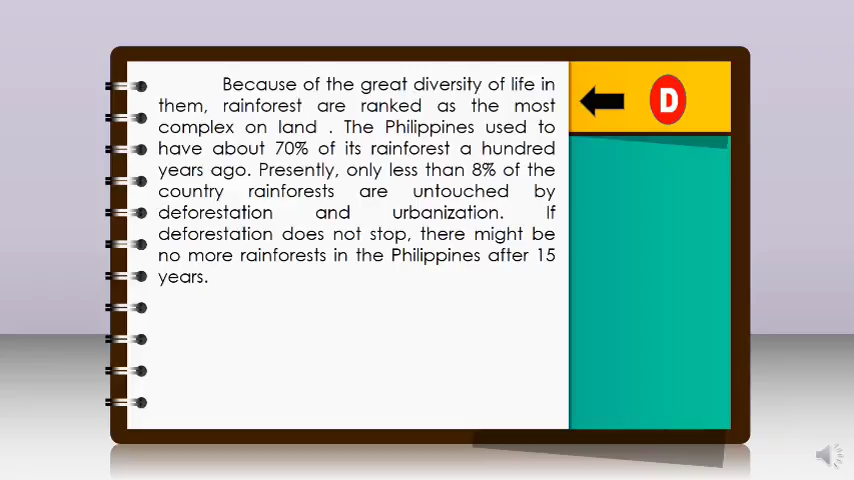 Because of the great diversity of life in
them, rainforest are ranked as the most
complex on land . The Philippines used to
have about 70% of its rainforest a hundred
years ago. Presently, only less than 8% of the
country rainforests are untouched by
deforestation and urbanization. If
deforestation does not stop, there might be
no more rainforests in the Philippines after 15
years.
D